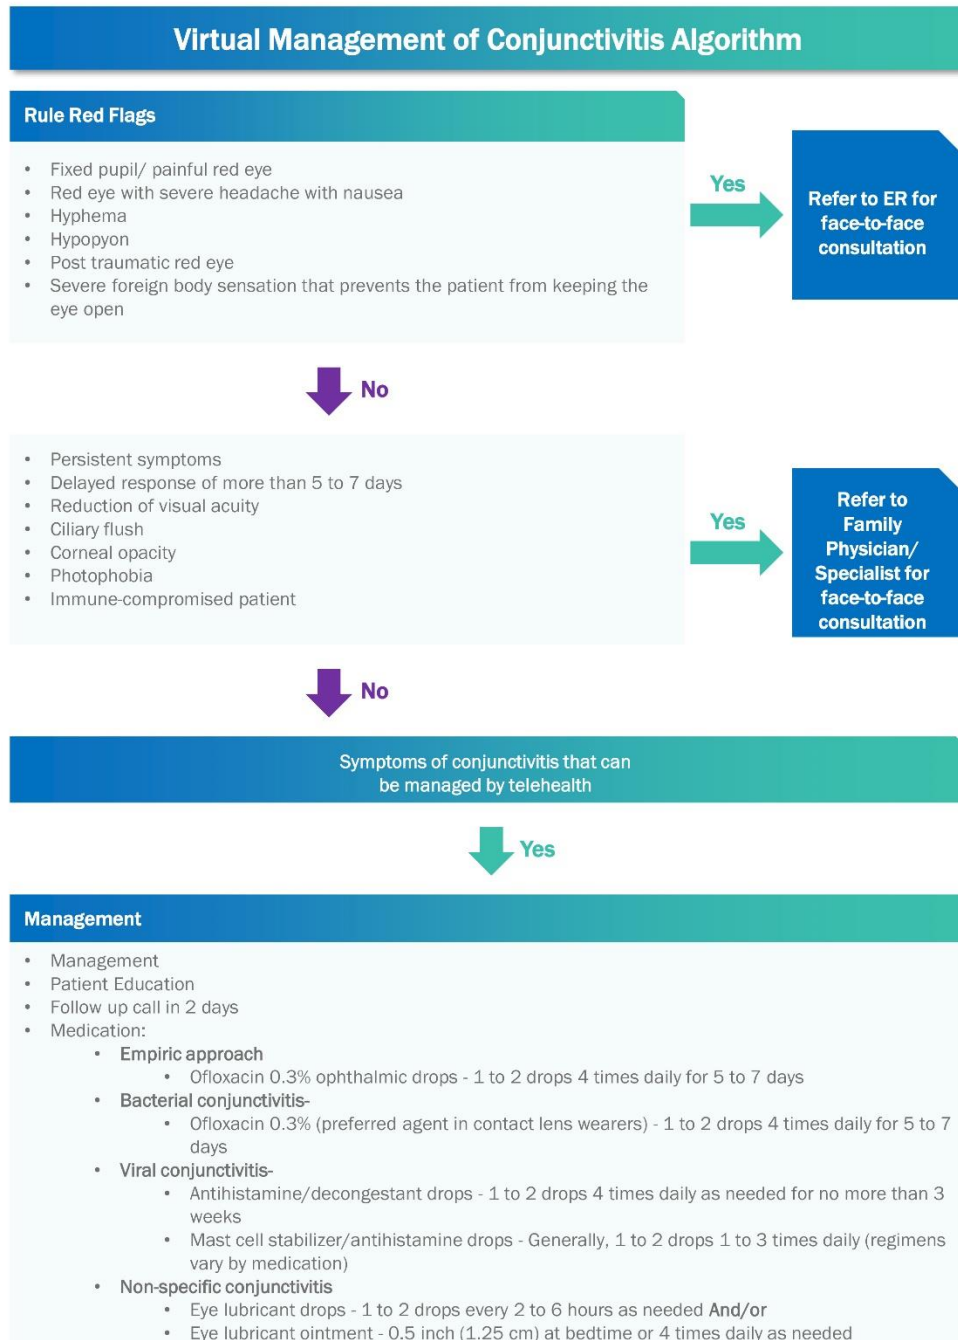 Virtual Management of Conjunctivitis Algorithm
Rule Red Flags
• Fixed pupil/ painful red eye
• Red eye with severe headache with nausea
• Hyphema
• Hypopyon
• Post traumatic red eye
• Severe foreign body sensation that prevents the patient from keeping the
eye open
Yes
Refer to ER for
face-to-face
consultation
No
• Persistent symptoms
• Delayed response of more than 5 to 7 days
• Reduction of visual acuity
• Ciliary flush
• Corneal opacity
• Photophobia
• Immune-compromised patient
Yes
Refer to
Family
Physician/
Specialist for
face-to-face
consultation
No
Symptoms of conjunctivitis that can
be managed by telehealth
Yes
Management
• Management
• Patient Education
• Follow up call in 2 days
• Medication:
• Empiric approach
• Ofloxacin 0.3% ophthalmic drops - 1 to 2 drops 4 times daily for 5 to 7 days
• Bacterial conjunctivitis-
• Ofloxacin 0.3% (preferred agent in contact lens wearers) - 1 to 2 drops 4 times daily for 5 to 7
days
• Viral conjunctivitis-
• Antihistamine/decongestant drops - 1 to 2 drops 4 times daily as needed for no more than 3
weeks
• Mast cell stabilizer/antihistamine drops - Generally, 1 to 2 drops 1 to 3 times daily (regimens
vary by medication)
• Non-specific conjunctivitis
• Eye lubricant drops - 1 to 2 drops every 2 to 6 hours as needed And/or
• Eye lubricant ointment - 0.5 inch (1.25 cm) at bedtime or 4 times daily as needed